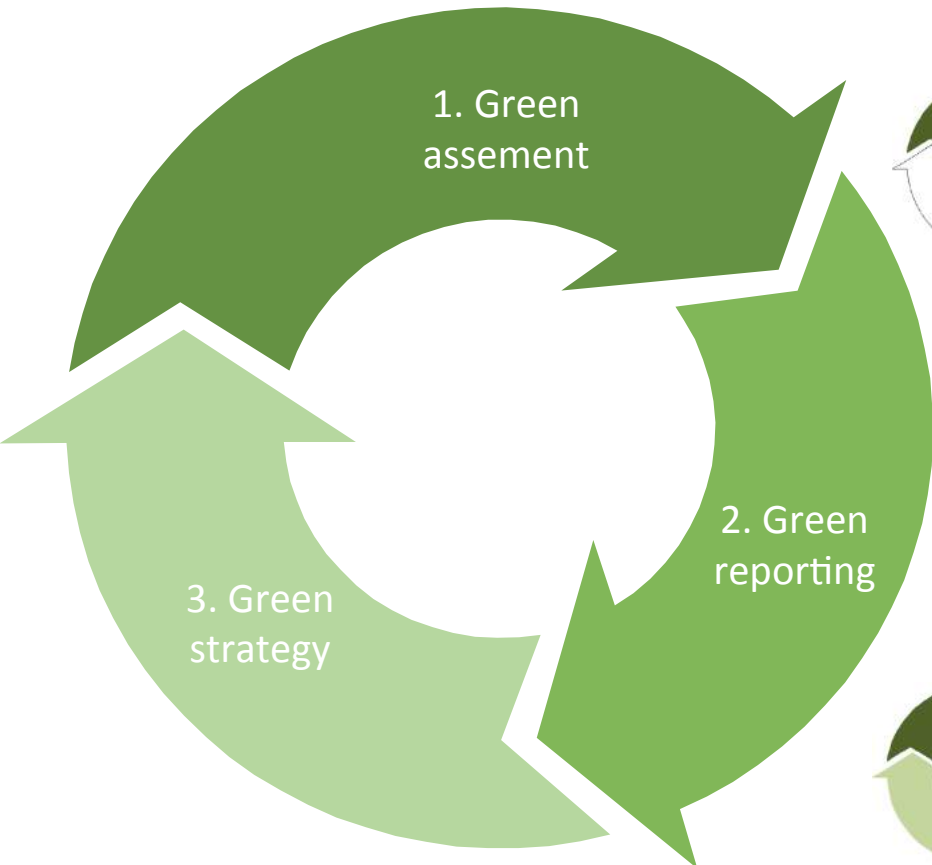 1. Green
assement
2. Green
reporting
3. Green
strategy